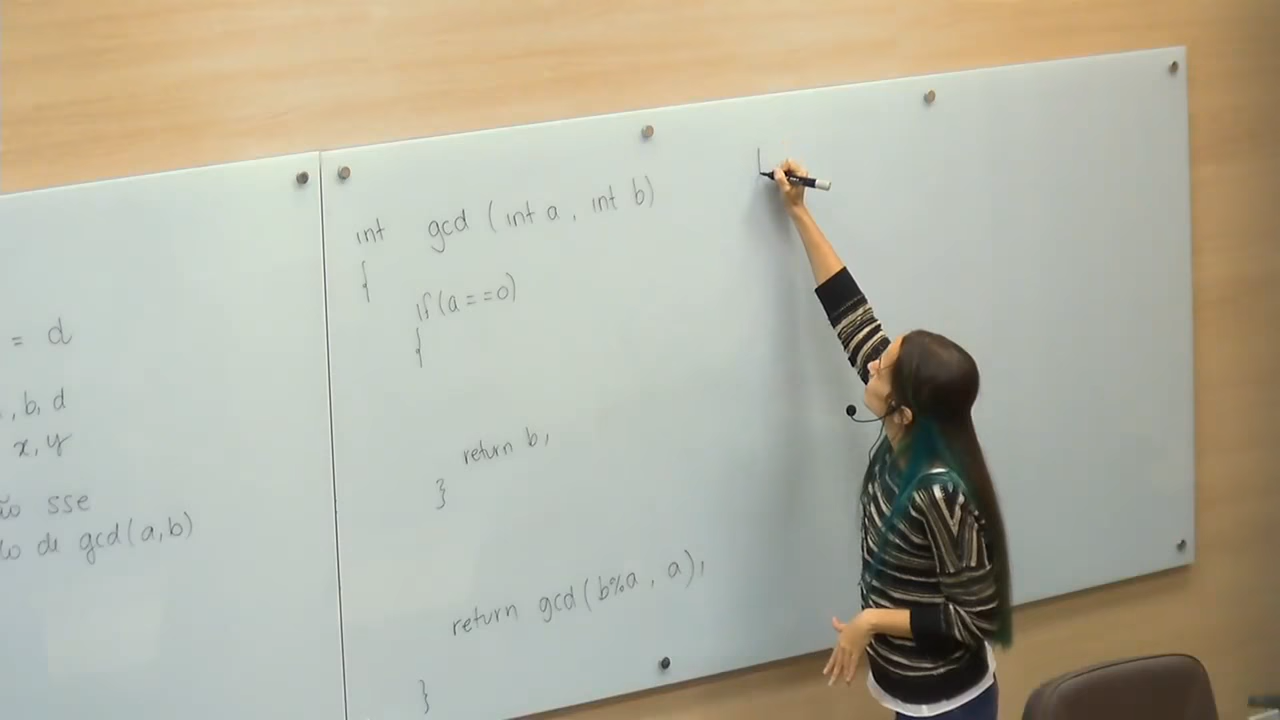 = d
, b, d
x, y
sse
de gcd(a,b)
int gcd (int a, int b)
{
if (a==0)
{
return b;
}
return gcd(b%a, a);
}